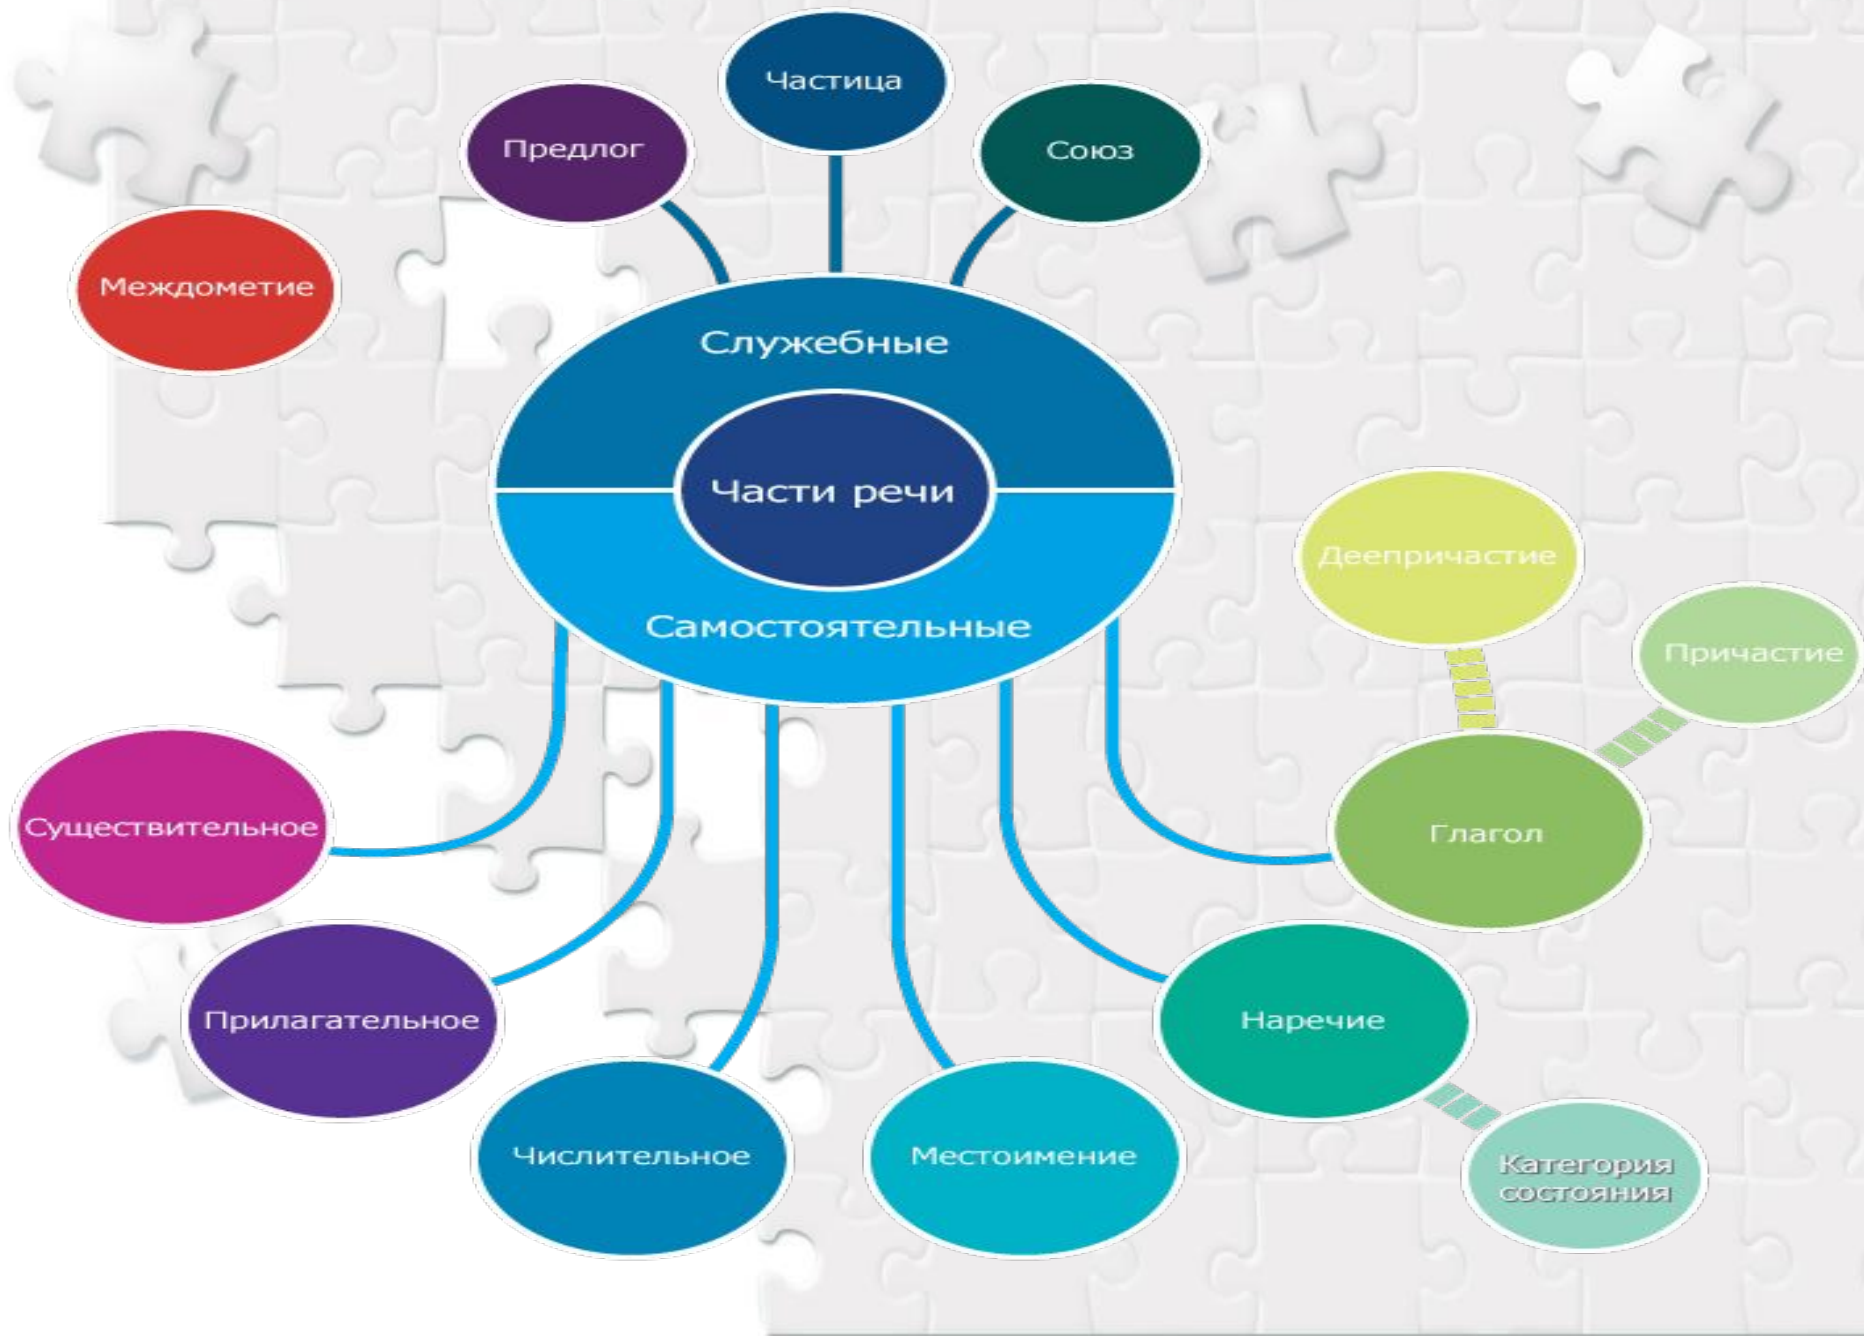 Частица
Предлог
Союз
Междометие
Служебные
Части речи
Самостоятельные
Деепричастие
Причастие
Существительное
Глагол
Прилагательное
Наречие
Числительное
Местоимение
Категория
состояния